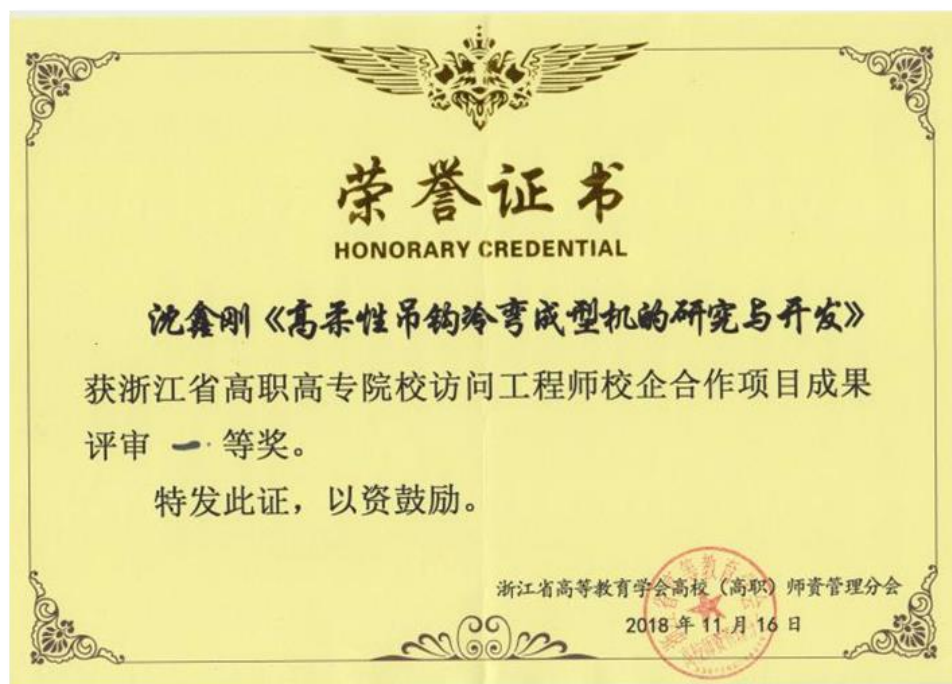 荣誉证书
HONORARY CREDENTIAL
沈鑫刚《高柔性吊钩冷弯成型机的研究与开发》
获浙江省高职高专院校访问工程师校企合作项目成果
评审 一 等奖。
特发此证，以资鼓励。
浙江省高等教育学会高校（高职）师资管理分会
2018 年 11 月 16 日